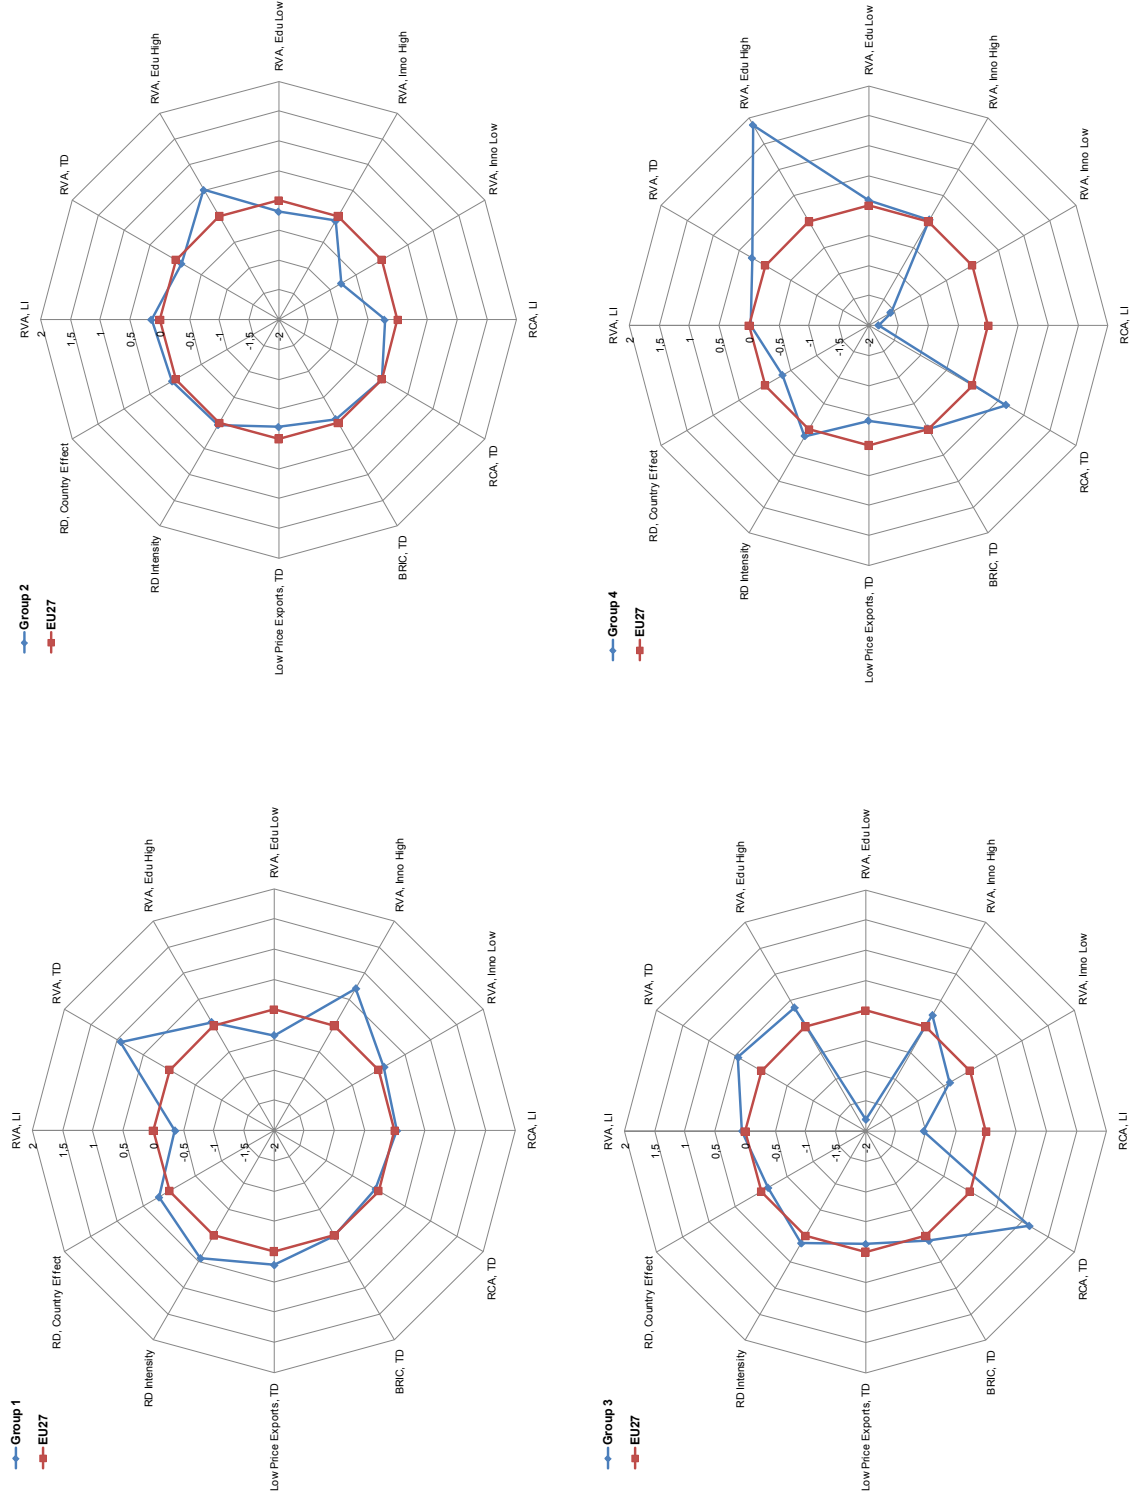 Group 1
EU27
RVA, LI
2
1,5
1
0,5
0
-0,5
-1
-1,5
-2
RVA, TD
RVA, Edu High
RVA, Edu Low
RVA, Inno High
RVA, Inno Low
RCA, LI
RCA, TD
BRIC, TD
Low Price Exports, TD
RD Intensity
RD, Country Effect
Group 2
EU27
RVA, LI
2
1,5
1
0,5
0
-0,5
-1
-1,5
-2
RVA, TD
RVA, Edu High
RVA, Edu Low
RVA, Inno High
RVA, Inno Low
RCA, LI
RCA, TD
BRIC, TD
Low Price Exports, TD
RD Intensity
RD, Country Effect
Group 3
EU27
RVA, LI
2
1,5
1
0,5
0
-0,5
-1
-1,5
-2
RVA, TD
RVA, Edu High
RVA, Edu Low
RVA, Inno High
RVA, Inno Low
RCA, LI
RCA, TD
BRIC, TD
Low Price Exports, TD
RD Intensity
RD, Country Effect
Group 4
EU27
RVA, LI
2
1,5
1
0,5
0
-0,5
-1
-1,5
-2
RVA, TD
RVA, Edu High
RVA, Edu Low
RVA, Inno High
RVA, Inno Low
RCA, LI
RCA, TD
BRIC, TD
Low Price Exports, TD
RD Intensity
RD, Country Effect